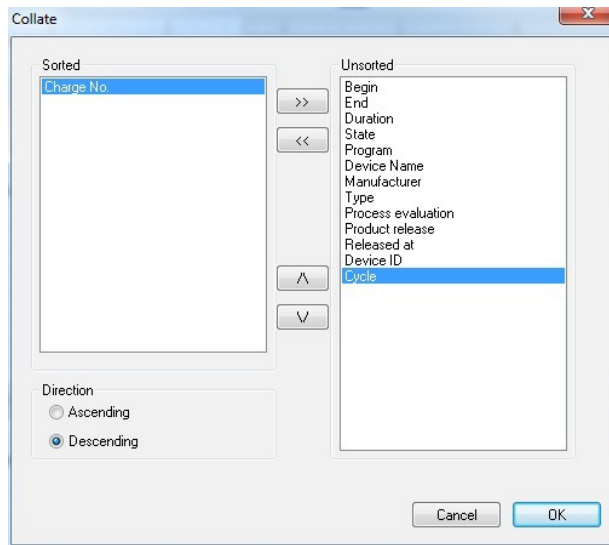 Collate
Sorted
Charge No.
>>
<<
/\
\/
Unsorted
Begin
End
Duration
State
Program
Device Name
Manufacturer
Type
Process evaluation
Product release
Released at
Device ID
Cycle
Direction
Ascending
Descending
Cancel
OK